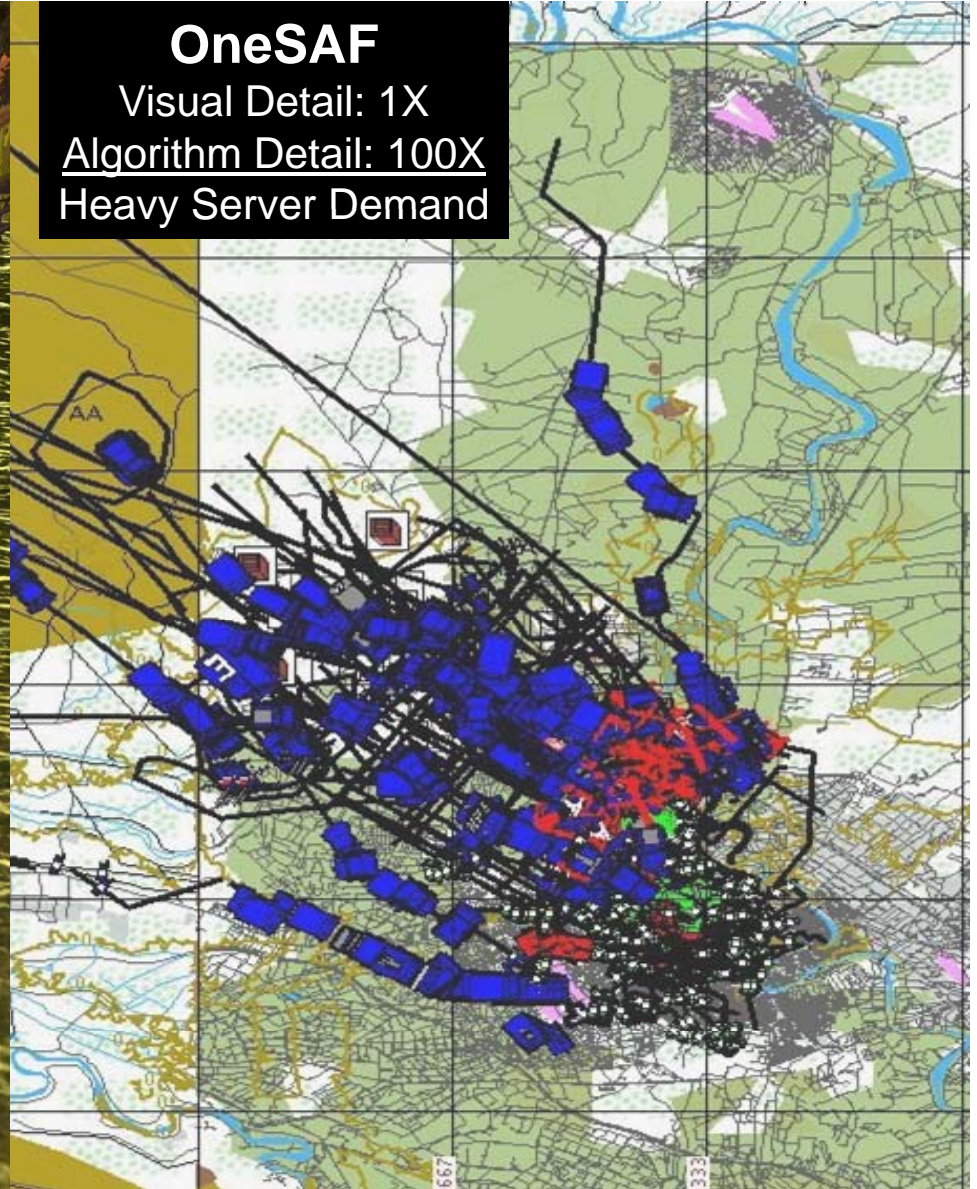 OneSAF
Visual Detail: 1X
Algorithm Detail: 100X
Heavy Server Demand
AA
E
667
333